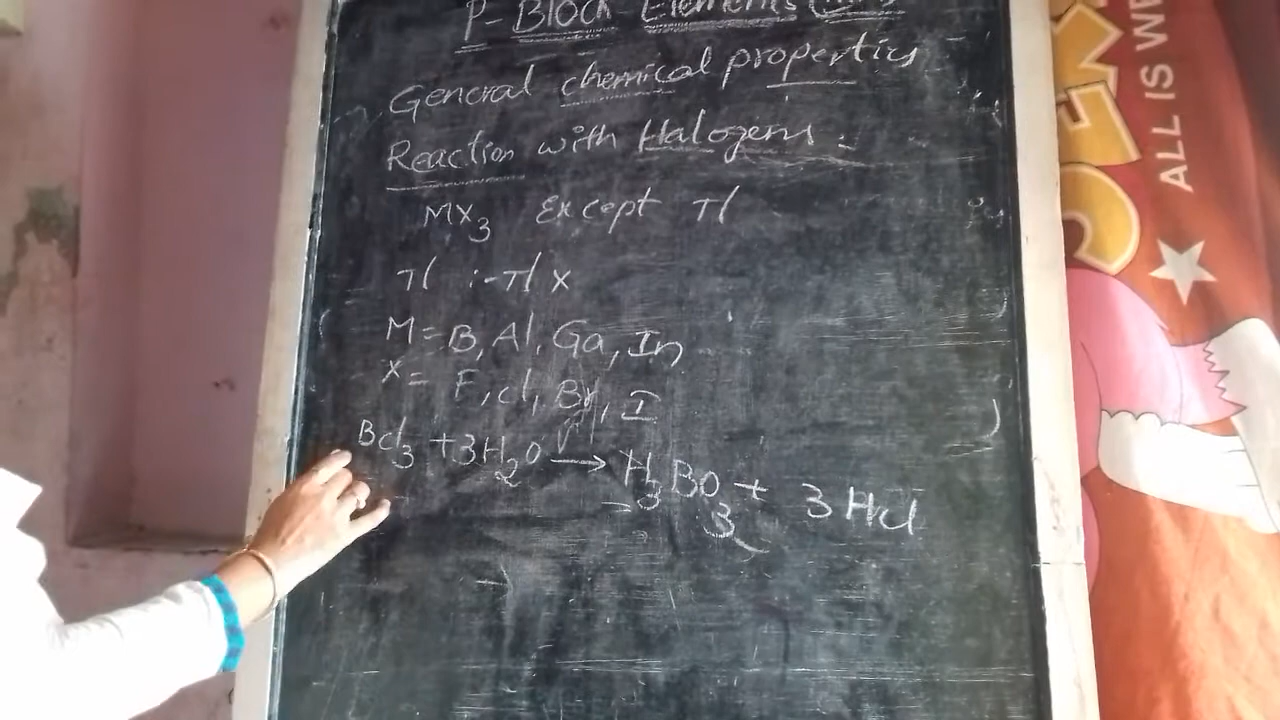 P-Block Elements
General chemical properties
Reaction with Halogens :
MX3 Except Tl
Tl :- Tl X
M = B, Al, Ga, In
X = F, Cl, Br, I
BCl3 + 3H2O → H3BO3 + 3HCl
ALL IS WE